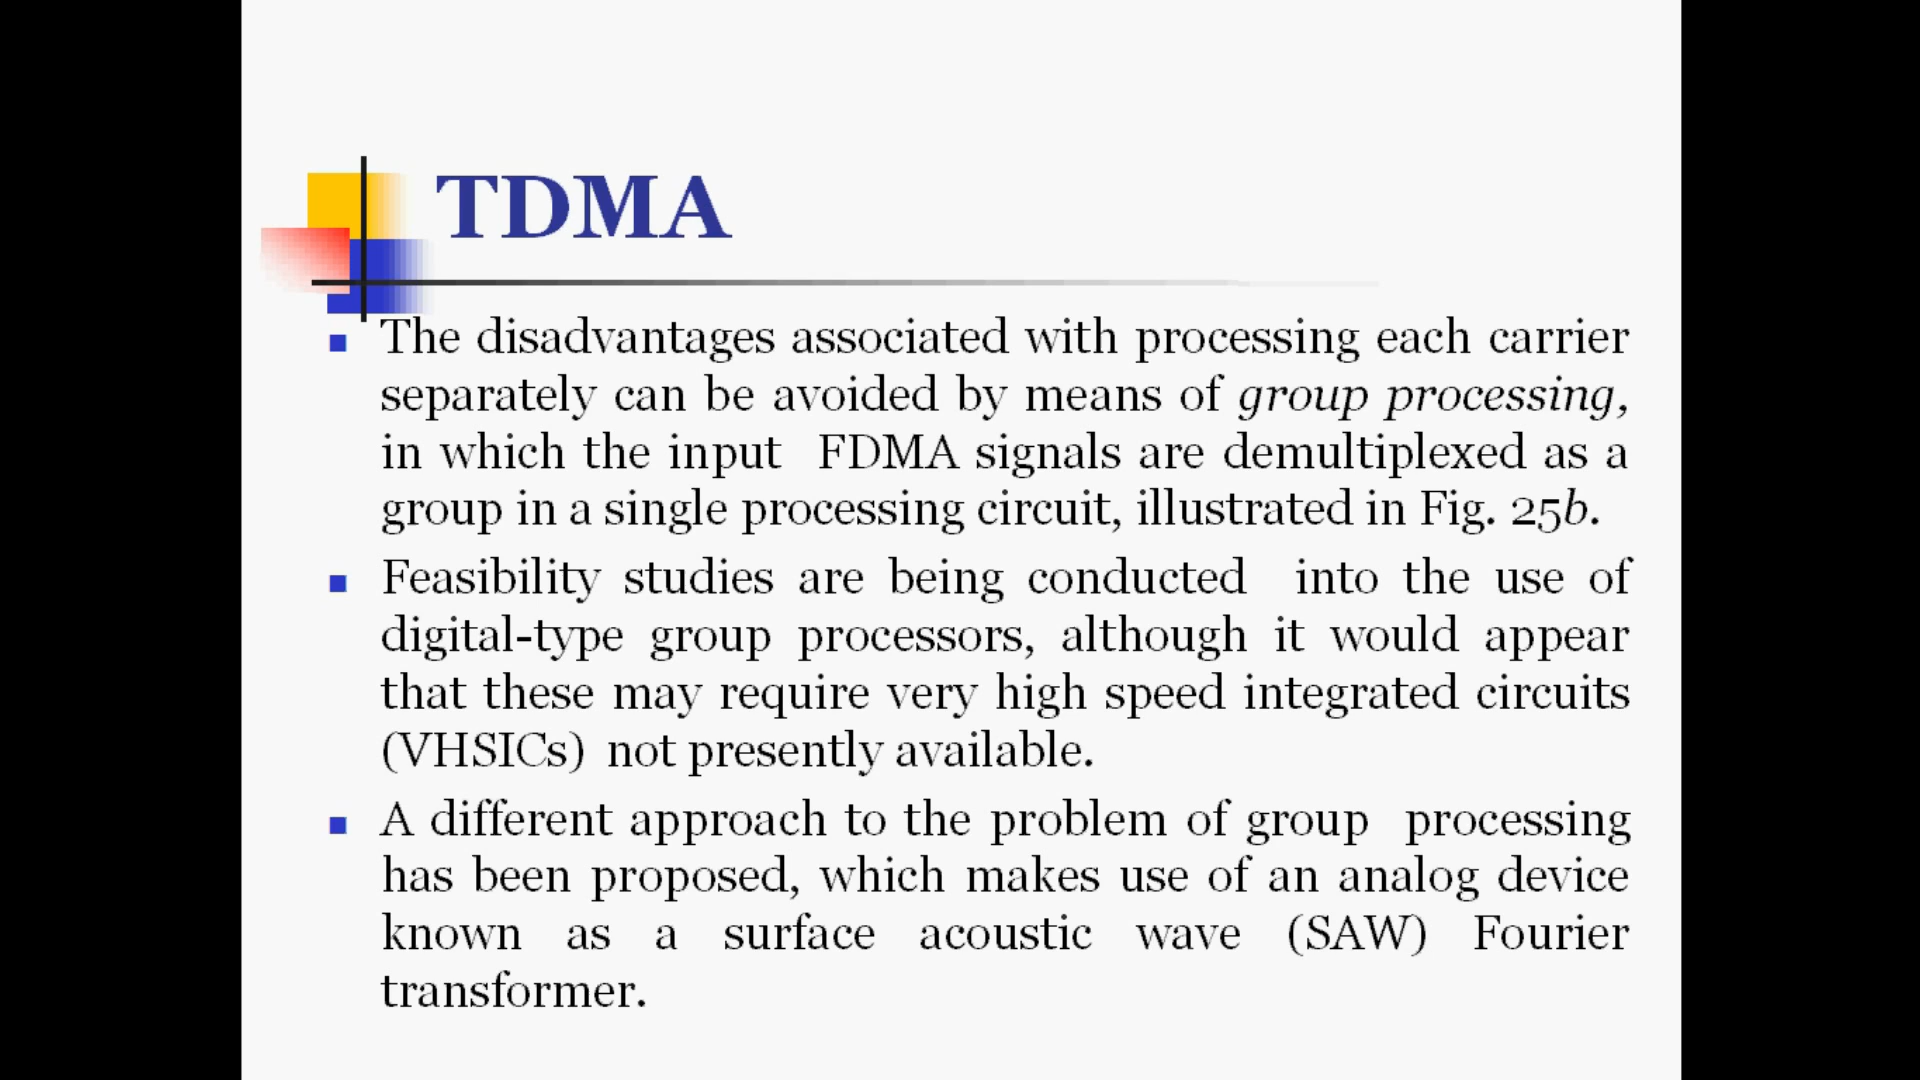 TDMA
The disadvantages associated with processing each carrier
separately can be avoided by means of group processing,
in which the input FDMA signals are demultiplexed as a
group in a single processing circuit, illustrated in Fig. 25b.
Feasibility studies are being conducted into the use of
digital-type group processors, although it would appear
that these may require very high speed integrated circuits
(VHSICs) not presently available.
A different approach to the problem of group processing
has been proposed, which makes use of an analog device
known as a surface acoustic wave (SAW) Fourier
transformer.